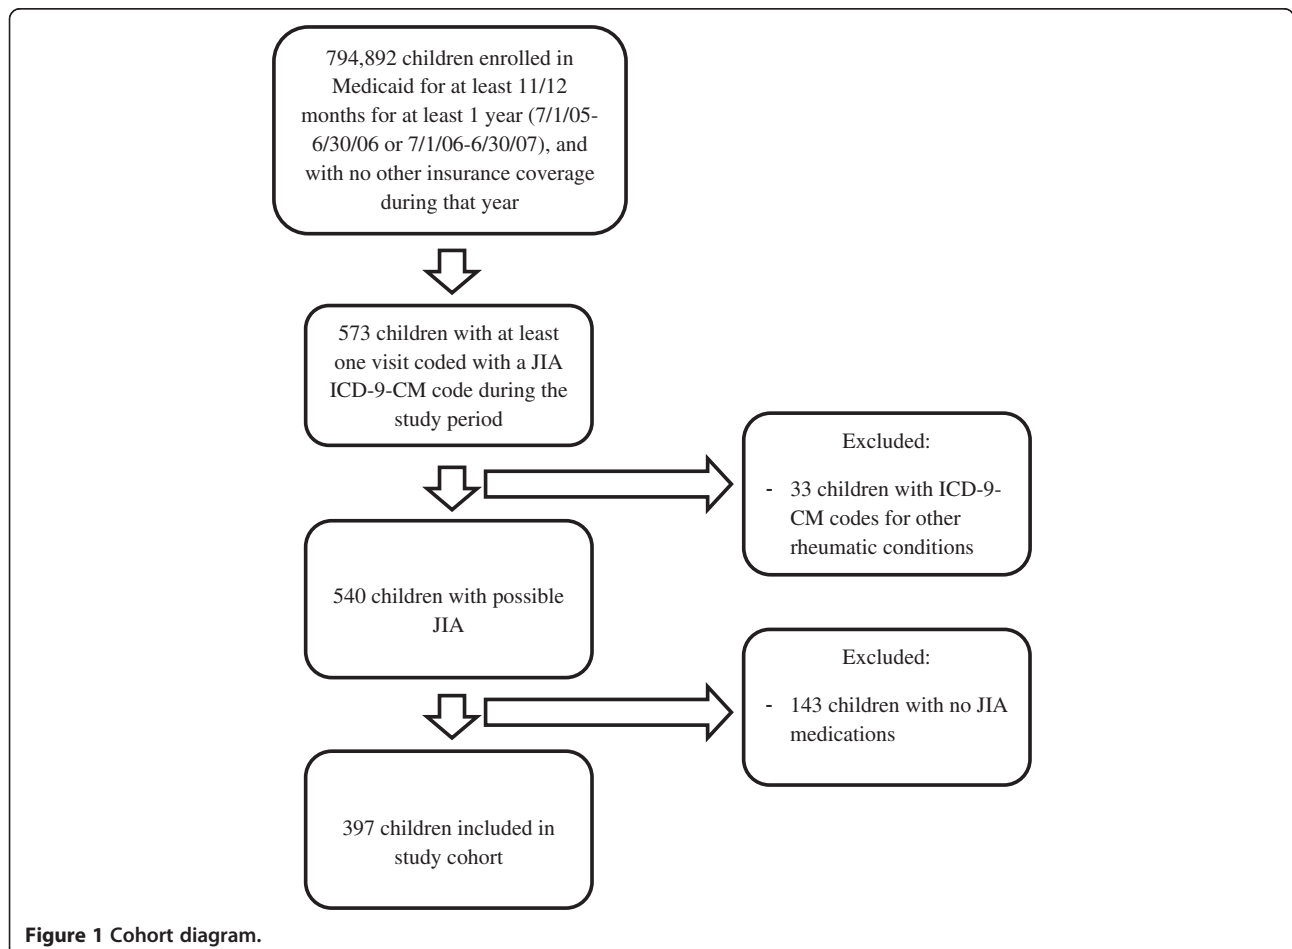 794,892 children enrolled in
Medicaid for at least 11/12
months for at least 1 year (7/1/05-
6/30/06 or 7/1/06-6/30/07), and
with no other insurance coverage
during that year
573 children with at least
one visit coded with a JIA
ICD-9-CM code during the
study period
Excluded:
- 33 children with ICD-9-
CM codes for other
rheumatic conditions
540 children with possible
JIA
Excluded:
- 143 children with no JIA
medications
397 children included in
study cohort
Figure 1 Cohort diagram.